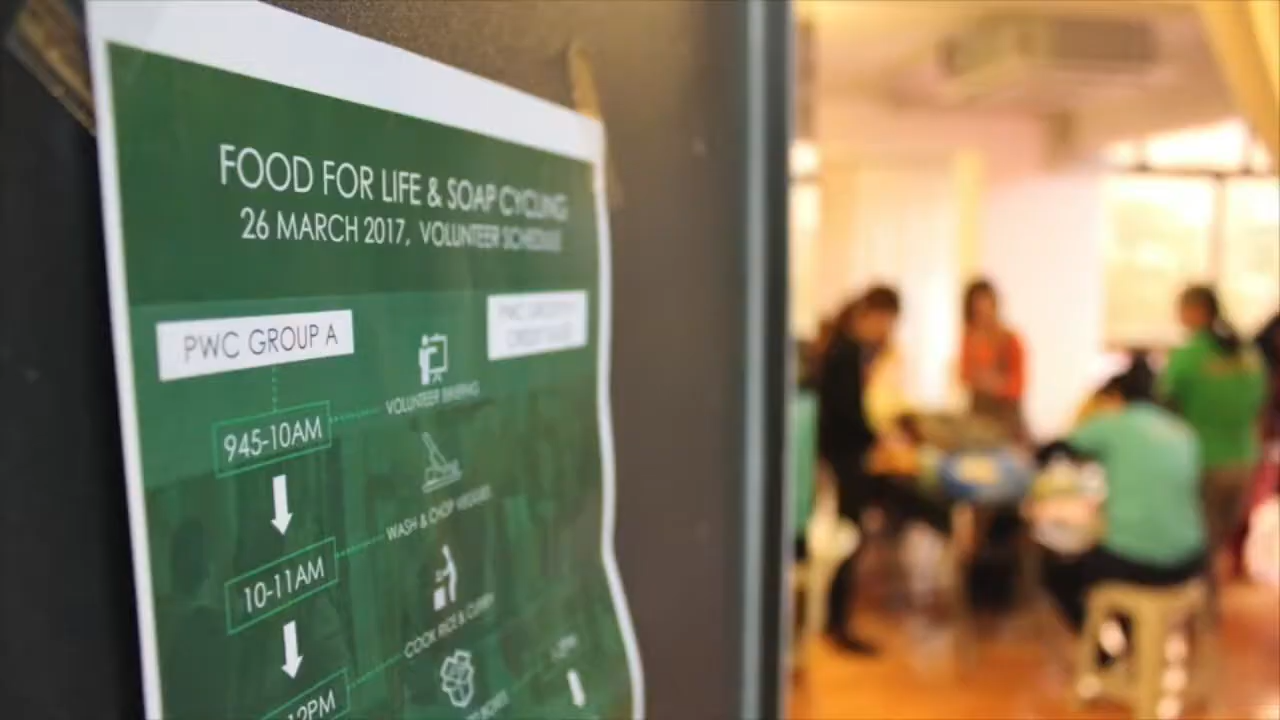 FOOD FOR LIFE & SOAP CYCLING
26 MARCH 2017, VOLUNTEER SCHEDULE
PWC GROUP A
VOLUNTEER BRIEFING
945-10AM
WASH & CHOP VEGGIES
10-11AM
COOK RICE & CURRY
12PM